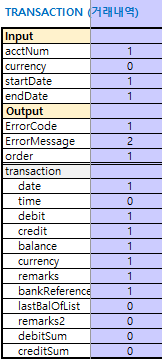 TRANSACTION (거래내역)
Input
acctNum 1
currency 0
startDate 1
endDate 1
Output
ErrorCode 1
ErrorMessage 2
order 1
transaction
date 1
time 0
debit 1
credit 1
balance 1
currency 1
remarks 1
bankReference 1
lastBalOfList 0
remarks2 0
debitSum 0
creditSum 0